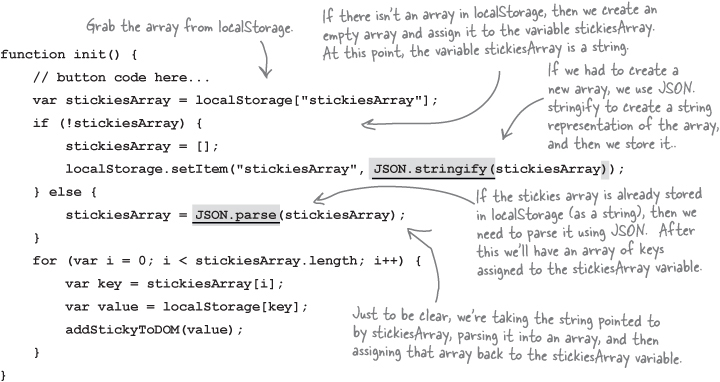 Grab the array from localStorage.
If there isn't an array in localStorage, then we create an
empty array and assign it to the variable stickiesArray.
At this point, the variable stickiesArray is a string.
function init() {
// button code here...
var stickiesArray = localStorage["stickiesArray"];
if (!stickiesArray) {
stickiesArray = [];
localStorage.setItem("stickiesArray", JSON.stringify(stickiesArray));
} else {
stickiesArray = JSON.parse(stickiesArray);
}
for (var i = 0; i < stickiesArray.length; i++) {
var key = stickiesArray[i];
var value = localStorage[key];
addStickyToDOM(value);
}
}
If we had to create a
new array, we use JSON.
stringify to create a string
representation of the array,
and then we store it..
If the stickies array is already stored
in localStorage (as a string), then we
need to parse it using JSON. After
this we'll have an array of keys
assigned to the stickiesArray variable.
Just to be clear, we're taking the string pointed to
by stickiesArray, parsing it into an array, and then
assigning that array back to the stickiesArray variable.